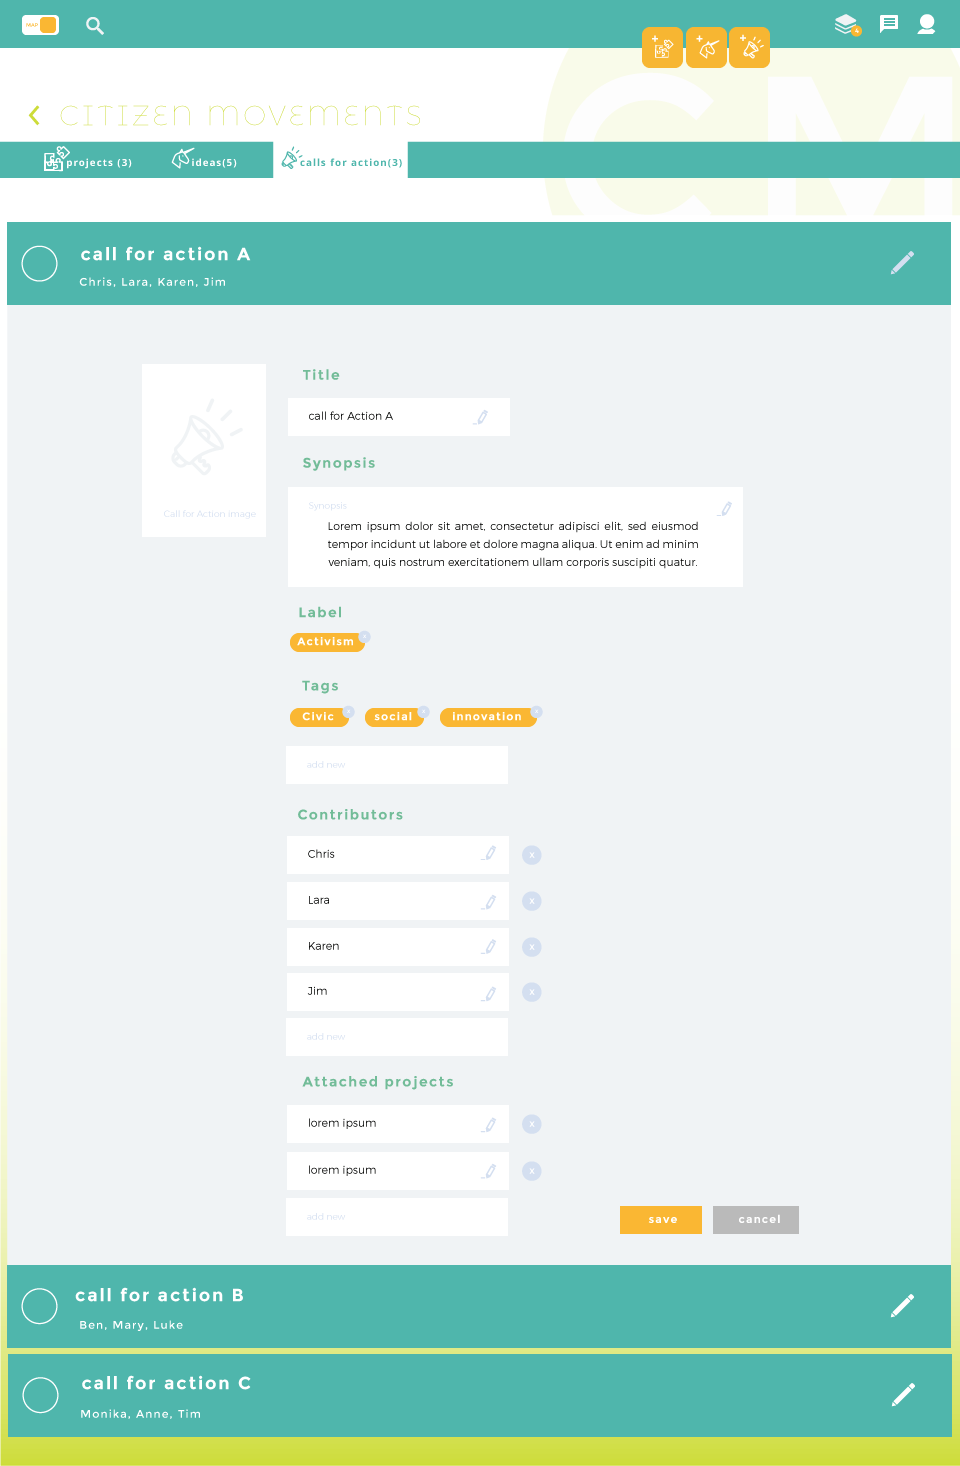 MAP
4
CM
CITIZEN MOVEMENTS
projects (3)
ideas(5)
calls for action(3)
call for action A
Chris, Lara, Karen, Jim
Call for Action image
Title
call for Action A
Synopsis
Synopsis
Lorem ipsum dolor sit amet, consectetur adipisci elit, sed eiusmod
tempor incidunt ut labore et dolore magna aliqua. Ut enim ad minim
veniam, quis nostrum exercitationem ullam corporis suscipiti quatur.
Label
Activism x
Tags
Civic x social x innovation x
add new
Contributors
Chris x
Lara x
Karen x
Jim x
add new
Attached projects
lorem ipsum x
lorem ipsum x
add new
save cancel
call for action B
Ben, Mary, Luke
call for action C
Monika, Anne, Tim